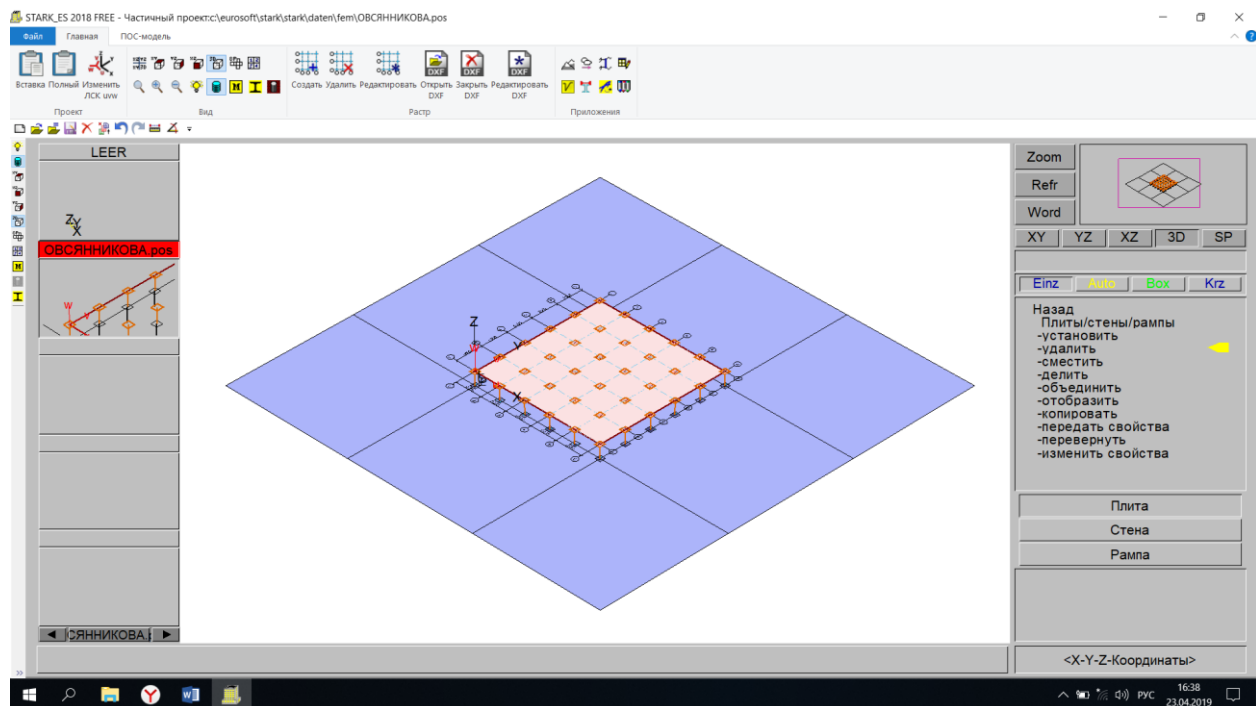 STARK_ES 2018 FREE - Частичный проект:c:\eurosoft\stark\stark\daten\fem\ОВСЯННИКОВА.pos
Файл Главная ПОС-модель
Вставка Полный Изменить ЛСК uvw
Создать Удалить Редактировать Открыть DXF Закрыть DXF Редактировать DXF
Проект Вид Растр Приложения
LEER
Z
Y
X
ОВСЯННИКОВА.pos
W
v
Z
W
Y
X
СЯННИКОВА.
Zoom
Refr
Word
XY YZ XZ 3D SP
Einz Auto Box Krz
Назад
Плиты/стены/рампы
-установить
-удалить
-сместить
-делить
-объединить
-отобразить
-копировать
-передать свойства
-перевернуть
-изменить свойства
Плита
Стена
Рампа
<X-Y-Z-Координаты>
РУС
16:38
23.04.2019